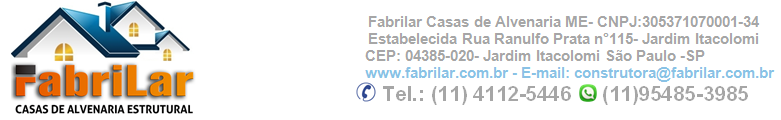 FabriLar
CASAS DE ALVENARIA ESTRUTURAL
Fabrilar Casas de Alvenaria ME- CNPJ:305371070001-34
Estabelecida Rua Ranulfo Prata n°115- Jardim Itacolomi
CEP: 04385-020- Jardim Itacolomi São Paulo -SP
www.fabrilar.com.br - E-mail: construtora@fabrilar.com.br
Tel.: (11) 4112-5446 (11)95485-3985